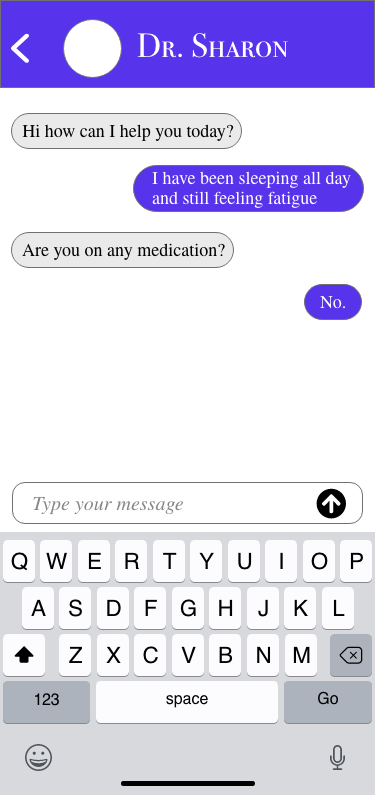 Dr. Sharon
Hi how can I help you today?
I have been sleeping all day
and still feeling fatigue
Are you on any medication?
No.
Type your message
Q W E R T Y U I O P
A S D F G H J K L
Z X C V B N M
123 space Go